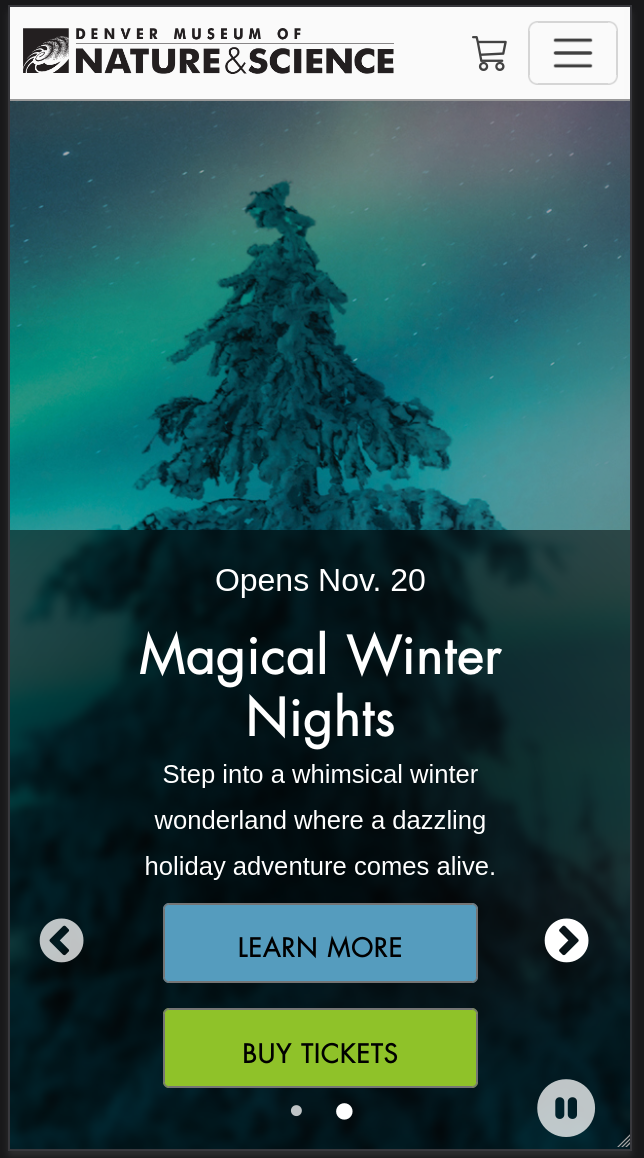 DENVER MUSEUM OF
NATURE&SCIENCE
Opens Nov. 20
Magical Winter
Nights
Step into a whimsical winter
wonderland where a dazzling
holiday adventure comes alive.
LEARN MORE
BUY TICKETS